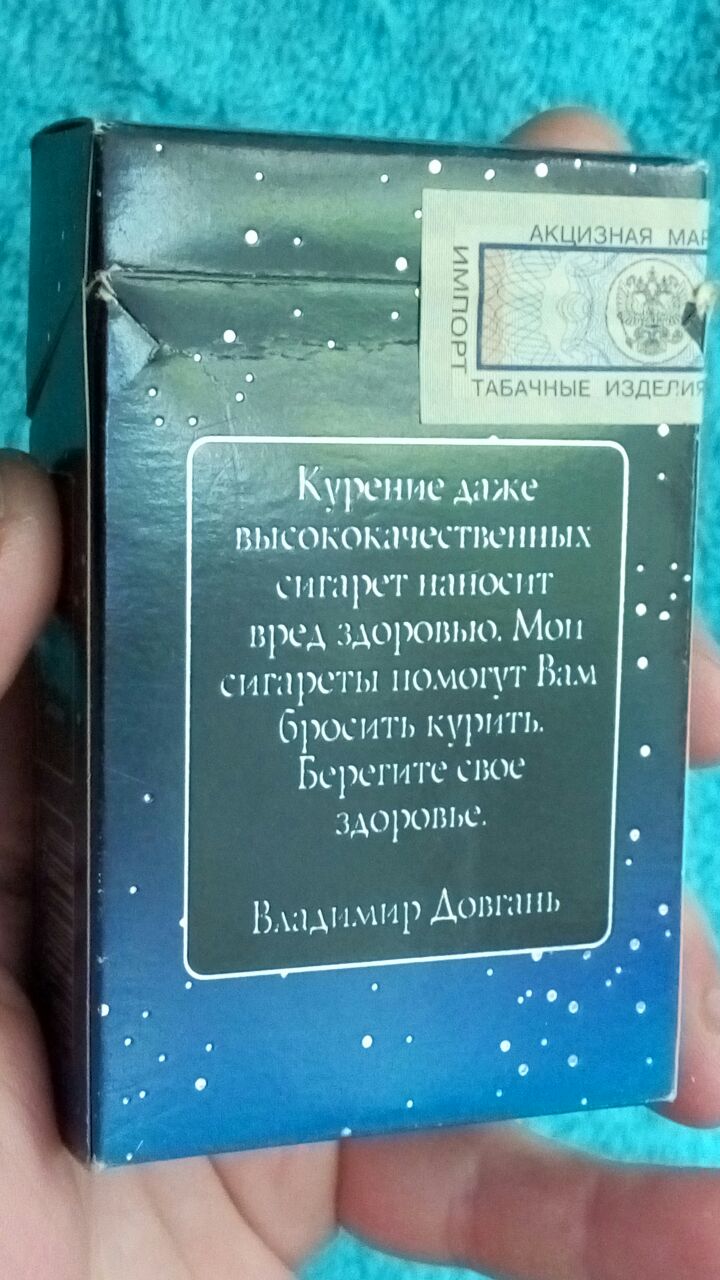 АКЦИЗНАЯ МАР
ИМПОРТ
ТАБАЧНЫЕ ИЗДЕЛИЯ
Курение даже
высококачественных
сигарет наносит
вред здоровью. Мои
сигареты помогут Вам
бросить курить.
Берегите свое
здоровье.
Владимир Довгань